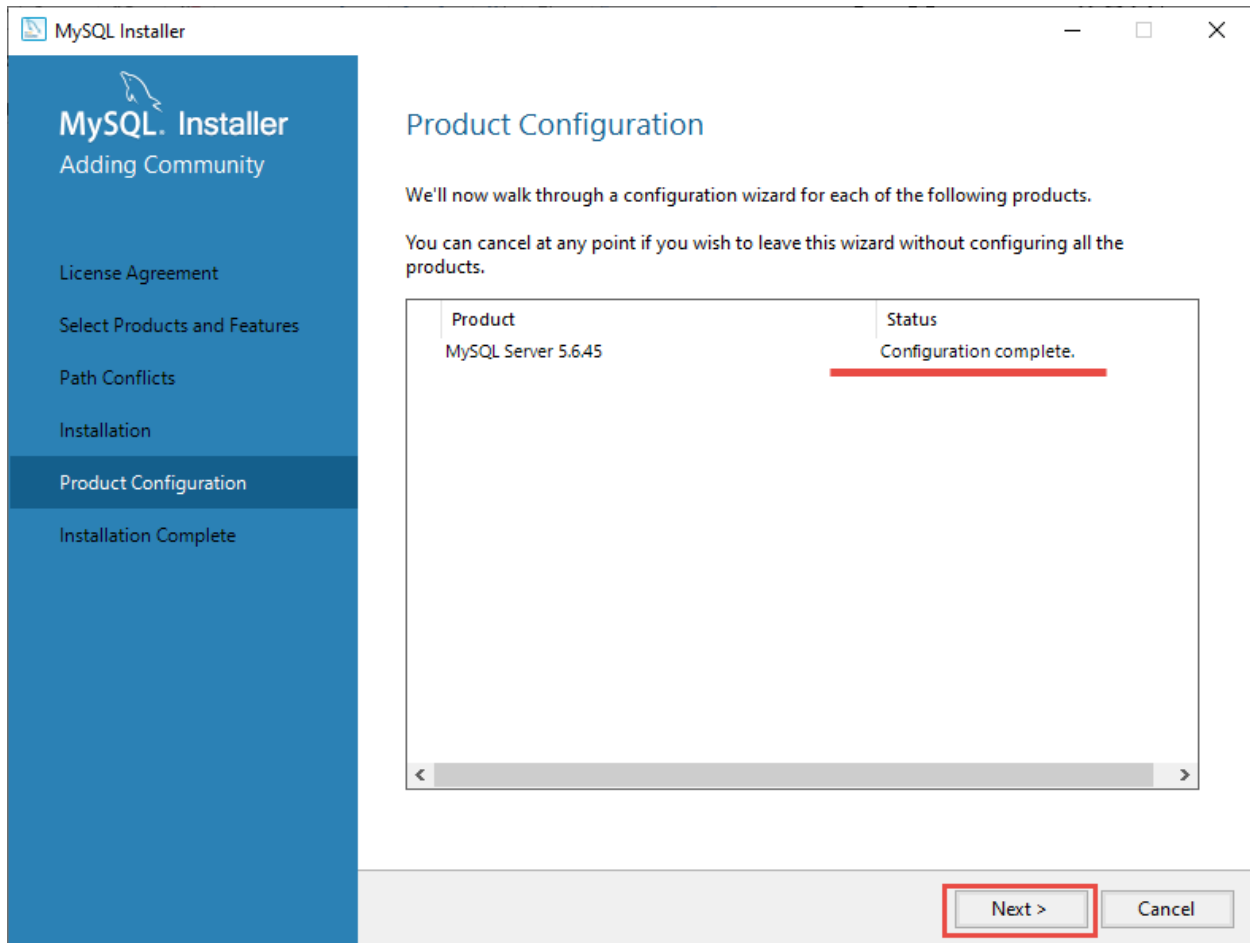 MySQL Installer
MySQL. Installer
Adding Community
License Agreement
Select Products and Features
Path Conflicts
Installation
Product Configuration
Installation Complete
Product Configuration
We'll now walk through a configuration wizard for each of the following products.
You can cancel at any point if you wish to leave this wizard without configuring all the
products.
Product Status
MySQL Server 5.6.45 Configuration complete.
Next > Cancel